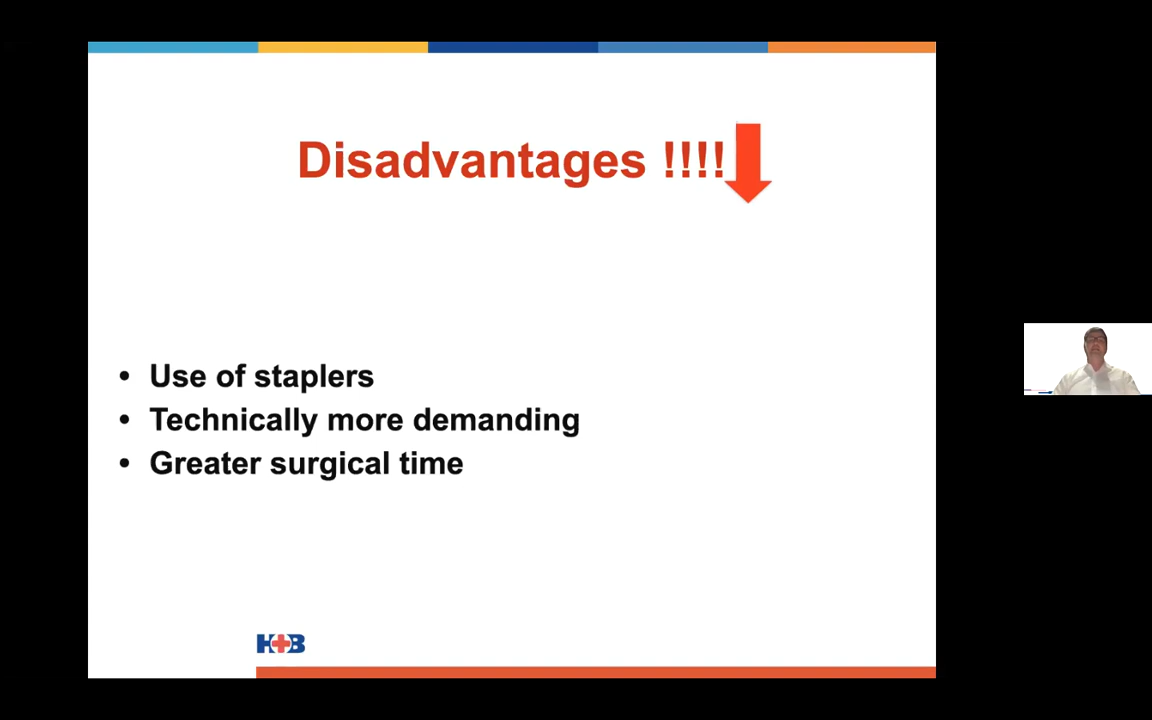 Disadvantages !!!!
• Use of staplers
• Technically more demanding
• Greater surgical time
H+B